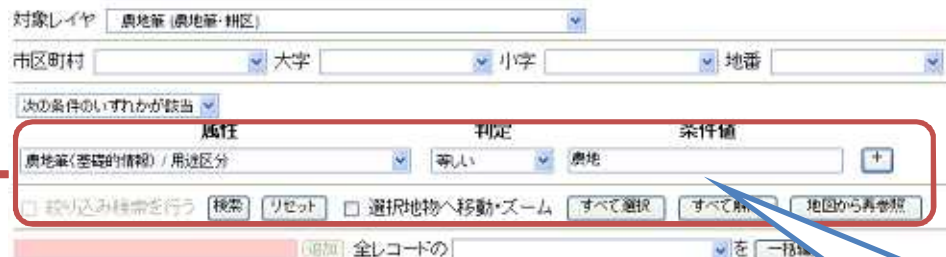 対象レイヤ 農地筆 (農地筆・耕区)
市区町村 大字 小字 地番
次の条件のいずれかが該当
属性 判定 条件値
農地筆(基礎的情報) / 用途区分 等しい 農地 +
絞り込み検索を行う 検索 リセット 選択地物へ移動・ズーム すべて選択 すべて解除 地図から再参照
追加 全レコードの を 一括